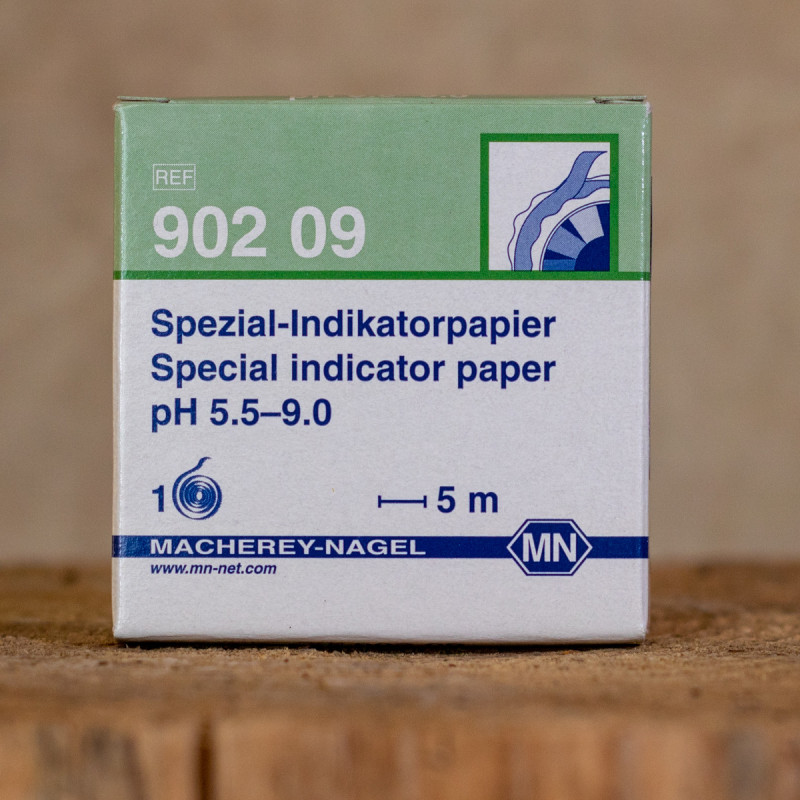 REF
902 09
Spezial-Indikatorpapier
Special indicator paper
pH 5.5–9.0
1 5 m
MACHEREY-NAGEL MN
www.mn-net.com